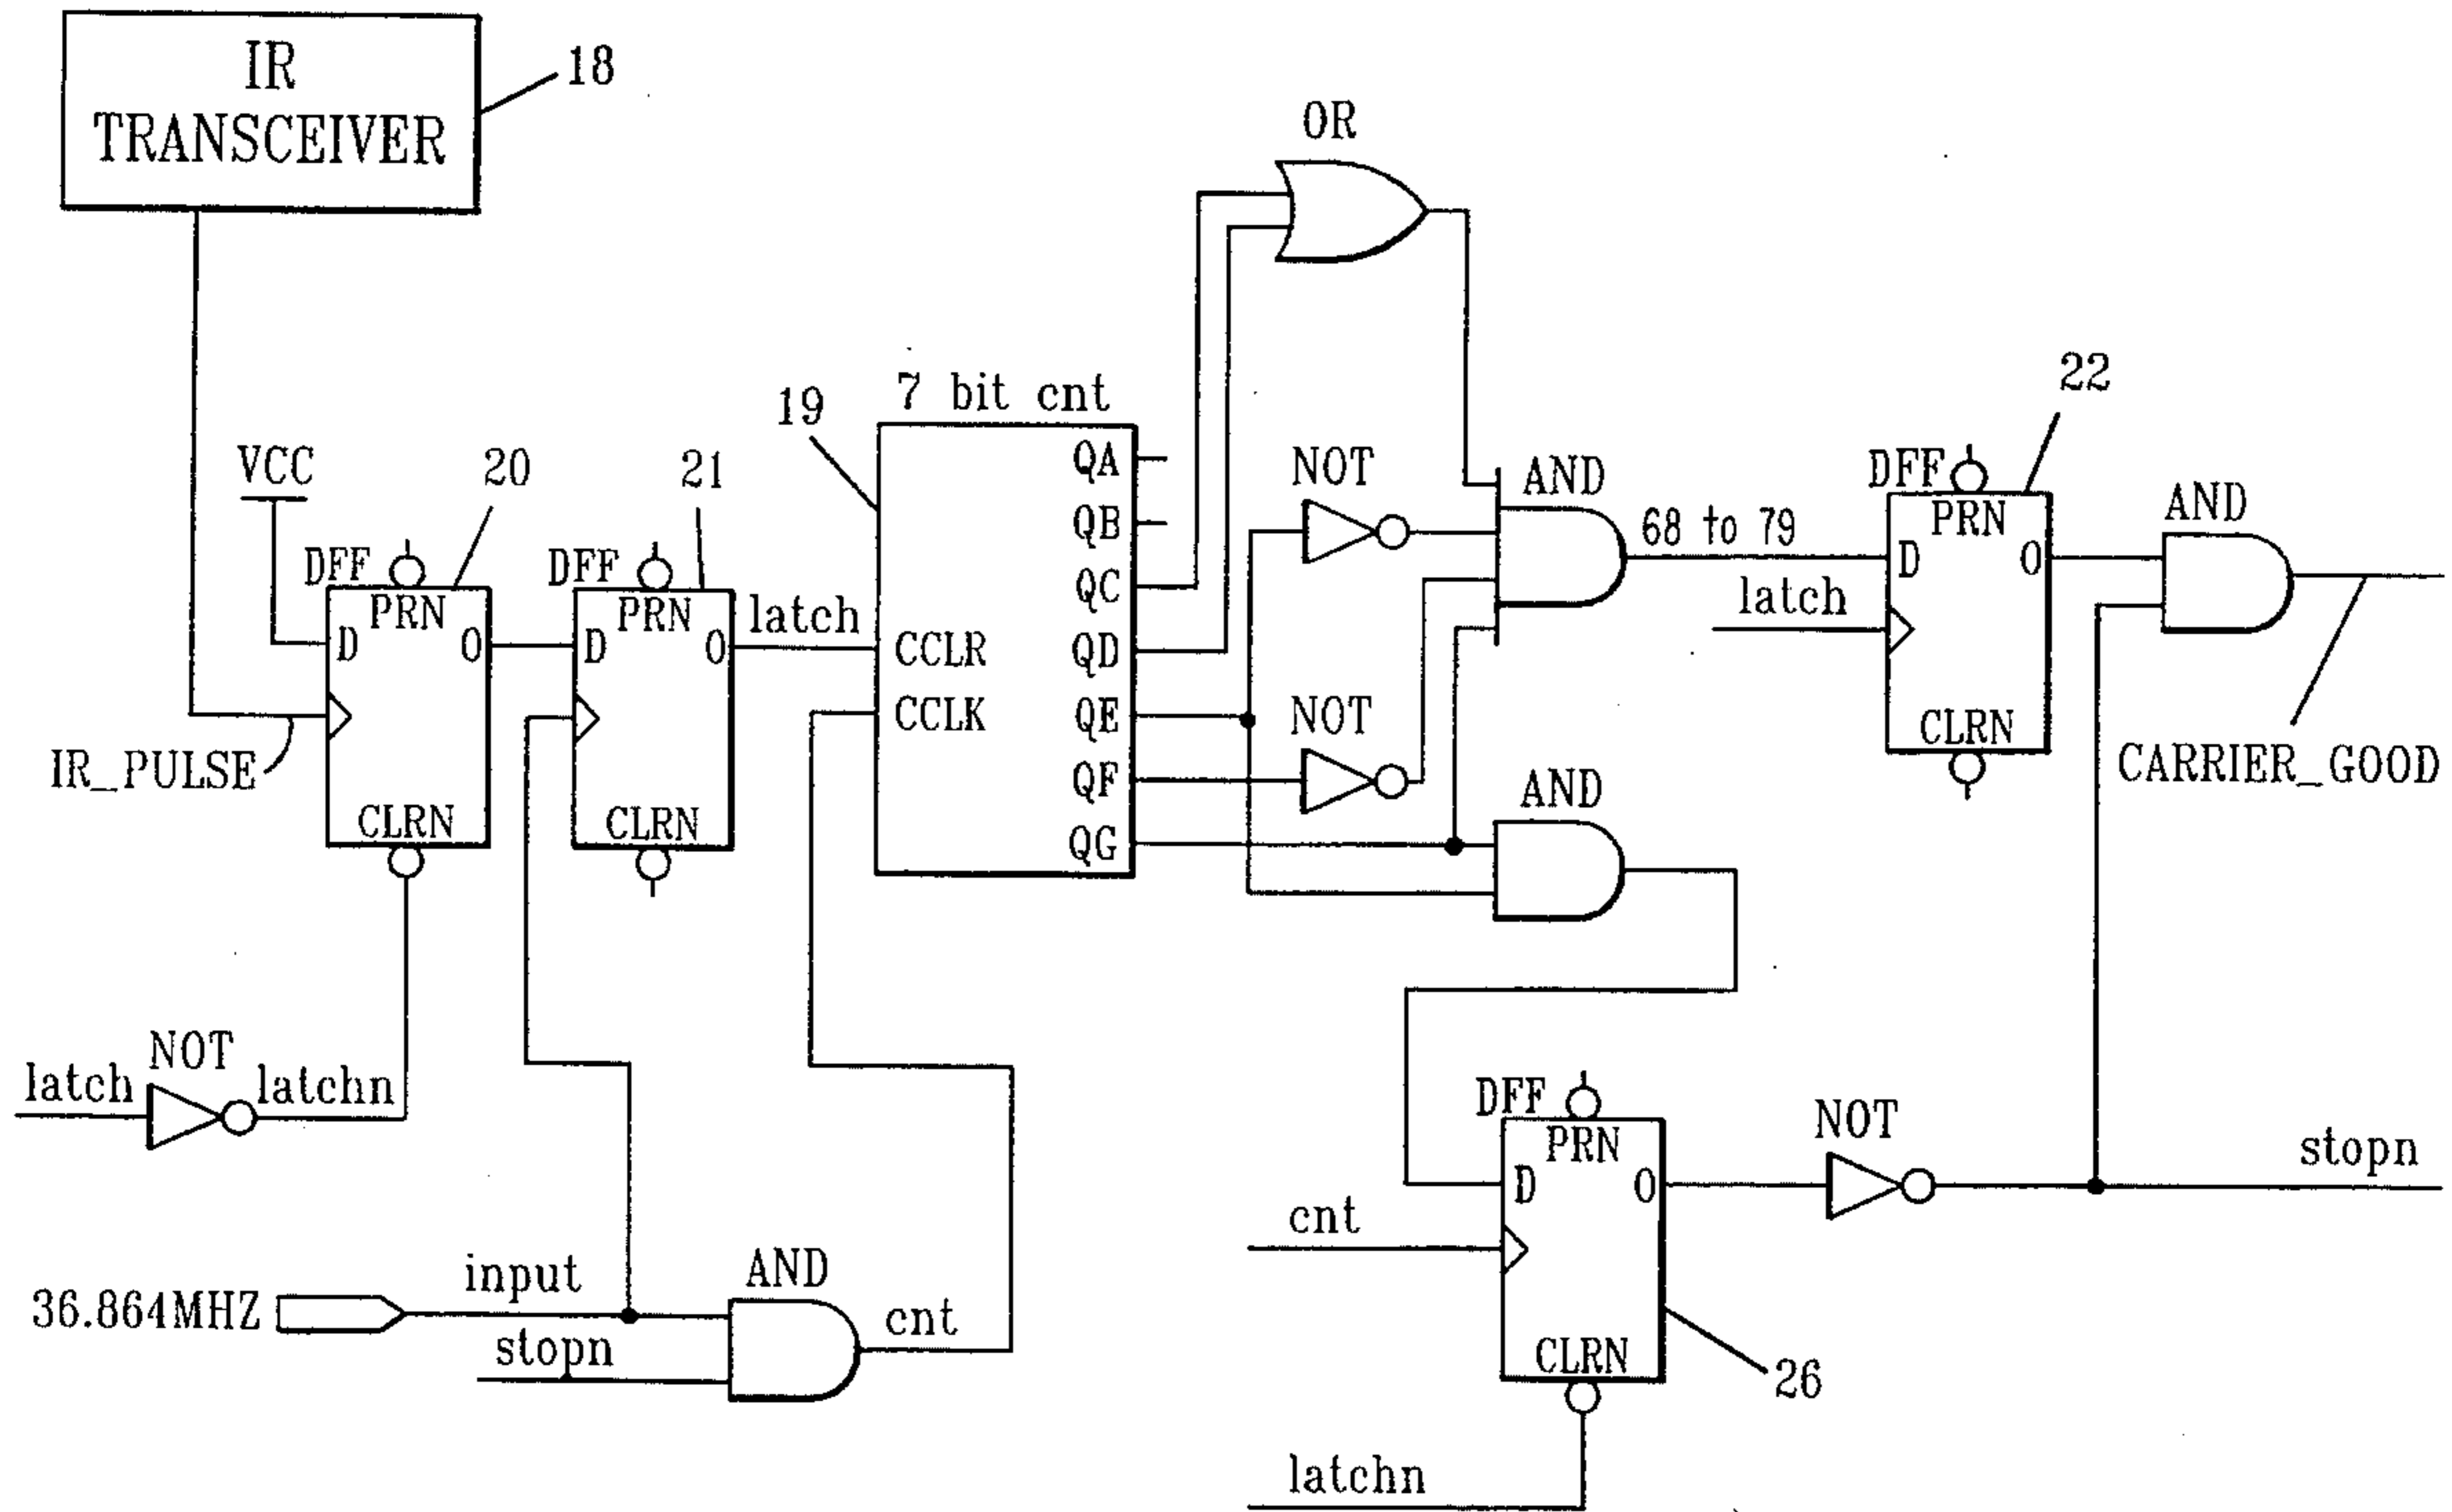 IR
TRANSCEIVER
18
OR
7 bit cnt
19
22
VCC
20
21
QA
QB
QC
QD
QE
QF
QG
CCLR
CCLK
NOT
AND
68 to 79
DFF
PRN
D
O
CLRN
latch
AND
DFF
PRN
D
O
CLRN
DFF
PRN
D
O
CLRN
latch
IR_PULSE
NOT
AND
CARRIER_GOOD
latch
NOT
latchn
DFF
PRN
D
O
CLRN
cnt
NOT
stopn
36.864MHZ
input
stopn
AND
cnt
26
latchn